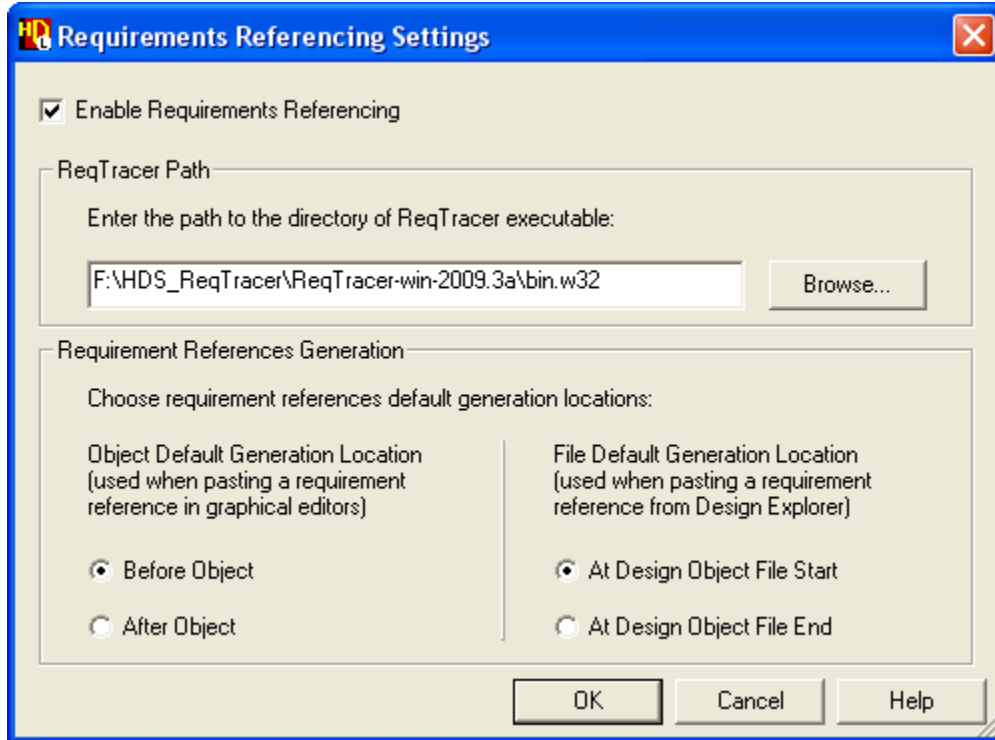 HDL
Requirements Referencing Settings
Enable Requirements Referencing
ReqTracer Path
Enter the path to the directory of ReqTracer executable:
F:\HDS_ReqTracer\ReqTracer-win-2009.3a\bin.w32
Browse...
Requirement References Generation
Choose requirement references default generation locations:
Object Default Generation Location
(used when pasting a requirement
reference in graphical editors)
Before Object
After Object
File Default Generation Location
(used when pasting a requirement
reference from Design Explorer)
At Design Object File Start
At Design Object File End
OK
Cancel
Help